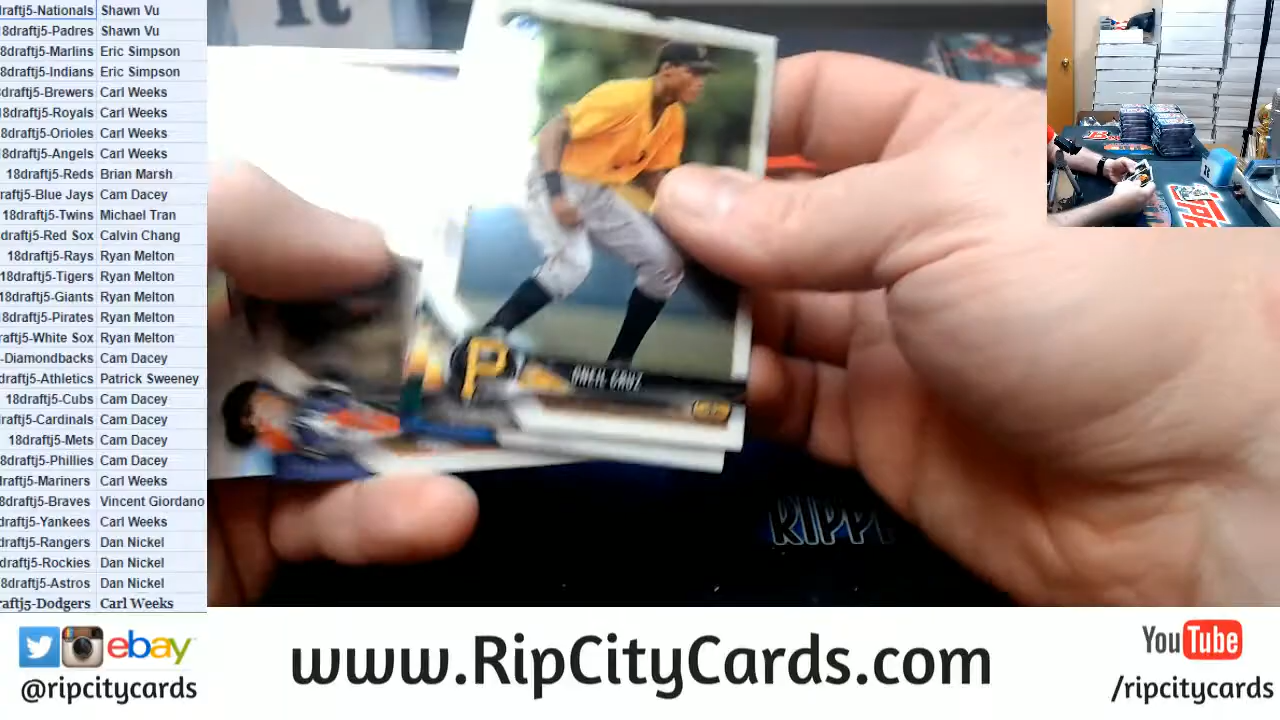 draftj5-Nationals Shawn Vu
8draftj5-Padres Shawn Vu
8draftj5-Marlins Eric Simpson
8draftj5-Indians Eric Simpson
draftj5-Brewers Carl Weeks
8draftj5-Royals Carl Weeks
8draftj5-Orioles Carl Weeks
18draftj5-Angels Carl Weeks
18draftj5-Reds Brian Marsh
draftj5-Blue Jays Cam Dacey
18draftj5-Twins Michael Tran
draftj5-Red Sox Calvin Chang
18draftj5-Rays Ryan Melton
18draftj5-Tigers Ryan Melton
18draftj5-Giants Ryan Melton
18draftj5-Pirates Ryan Melton
raftj5-White Sox Ryan Melton
-Diamondbacks Cam Dacey
draftj5-Athletics Patrick Sweeney
18draftj5-Cubs Cam Dacey
draftj5-Cardinals Cam Dacey
18draftj5-Mets Cam Dacey
8draftj5-Phillies Cam Dacey
draftj5-Mariners Carl Weeks
8draftj5-Braves Vincent Giordano
draftj5-Yankees Carl Weeks
draftj5-Rangers Dan Nickel
draftj5-Rockies Dan Nickel
8draftj5-Astros Dan Nickel
raftj5-Dodgers Carl Weeks
P
ONEIL CRUZ
RIPPI
ebay
@ripcitycards
www.RipCityCards.com
YouTube
/ripcitycards